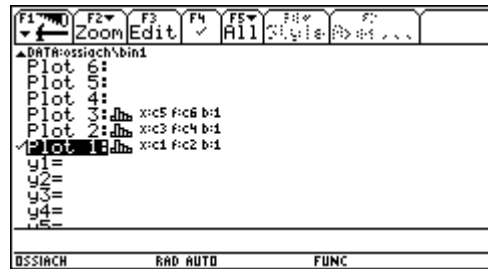 F1 F2 Zoom F3 Edit F4 ✓ F5 All F6 Style F7 Axes...
▲DATA:ossiach\bin1
Plot 6:
Plot 5:
Plot 4:
Plot 3: x:c5 f:c6 b:1
Plot 2: x:c3 f:c4 b:1
✓Plot 1: x:c1 f:c2 b:1
y1=
y2=
y3=
y4=
y5=
OSSIACH RAD AUTO FUNC